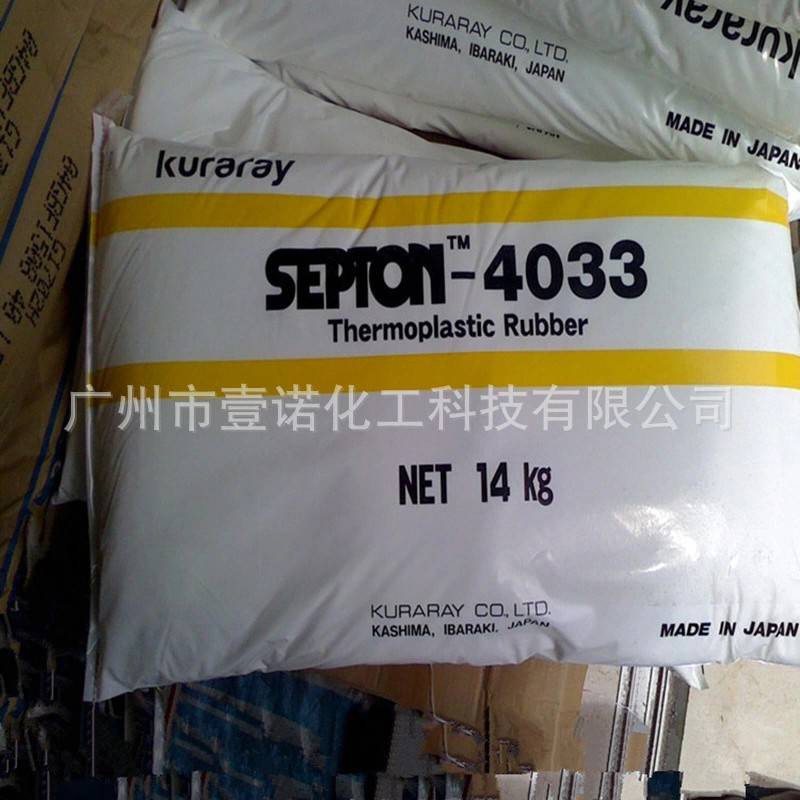 KURARAY CO., LTD.
KASHIMA, IBARAKI, JAPAN
kuraray
MADE IN JAPAN
kuraray
SEPTON™-4033
Thermoplastic Rubber
广州市壹诺化工科技有限公司
NET 14 kg
KURARAY CO., LTD.
KASHIMA, IBARAKI, JAPAN
MADE IN JAPAN